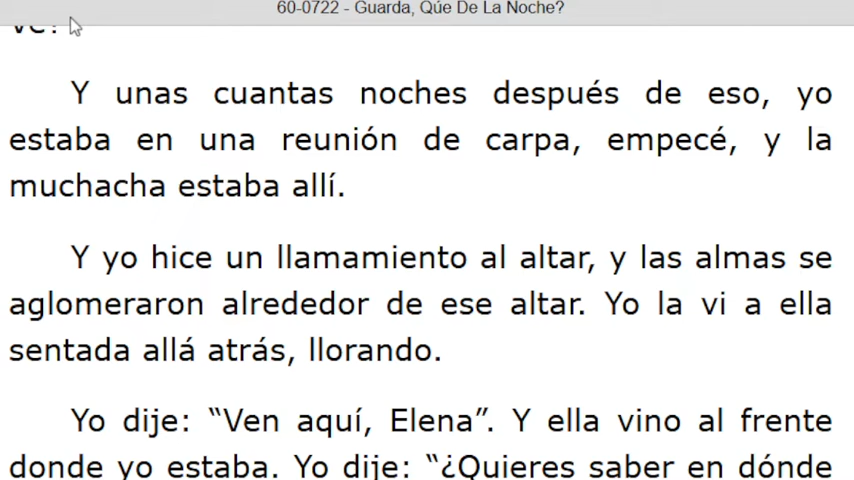 60-0722 - Guarda, Qúe De La Noche?
Y unas cuantas noches después de eso, yo
estaba en una reunión de carpa, empecé, y la
muchacha estaba allí.
Y yo hice un llamamiento al altar, y las almas se
aglomeraron alrededor de ese altar. Yo la vi a ella
sentada allá atrás, llorando.
Yo dije: “Ven aquí, Elena”. Y ella vino al frente
donde yo estaba. Yo dije: “¿Quieres saber en dónde